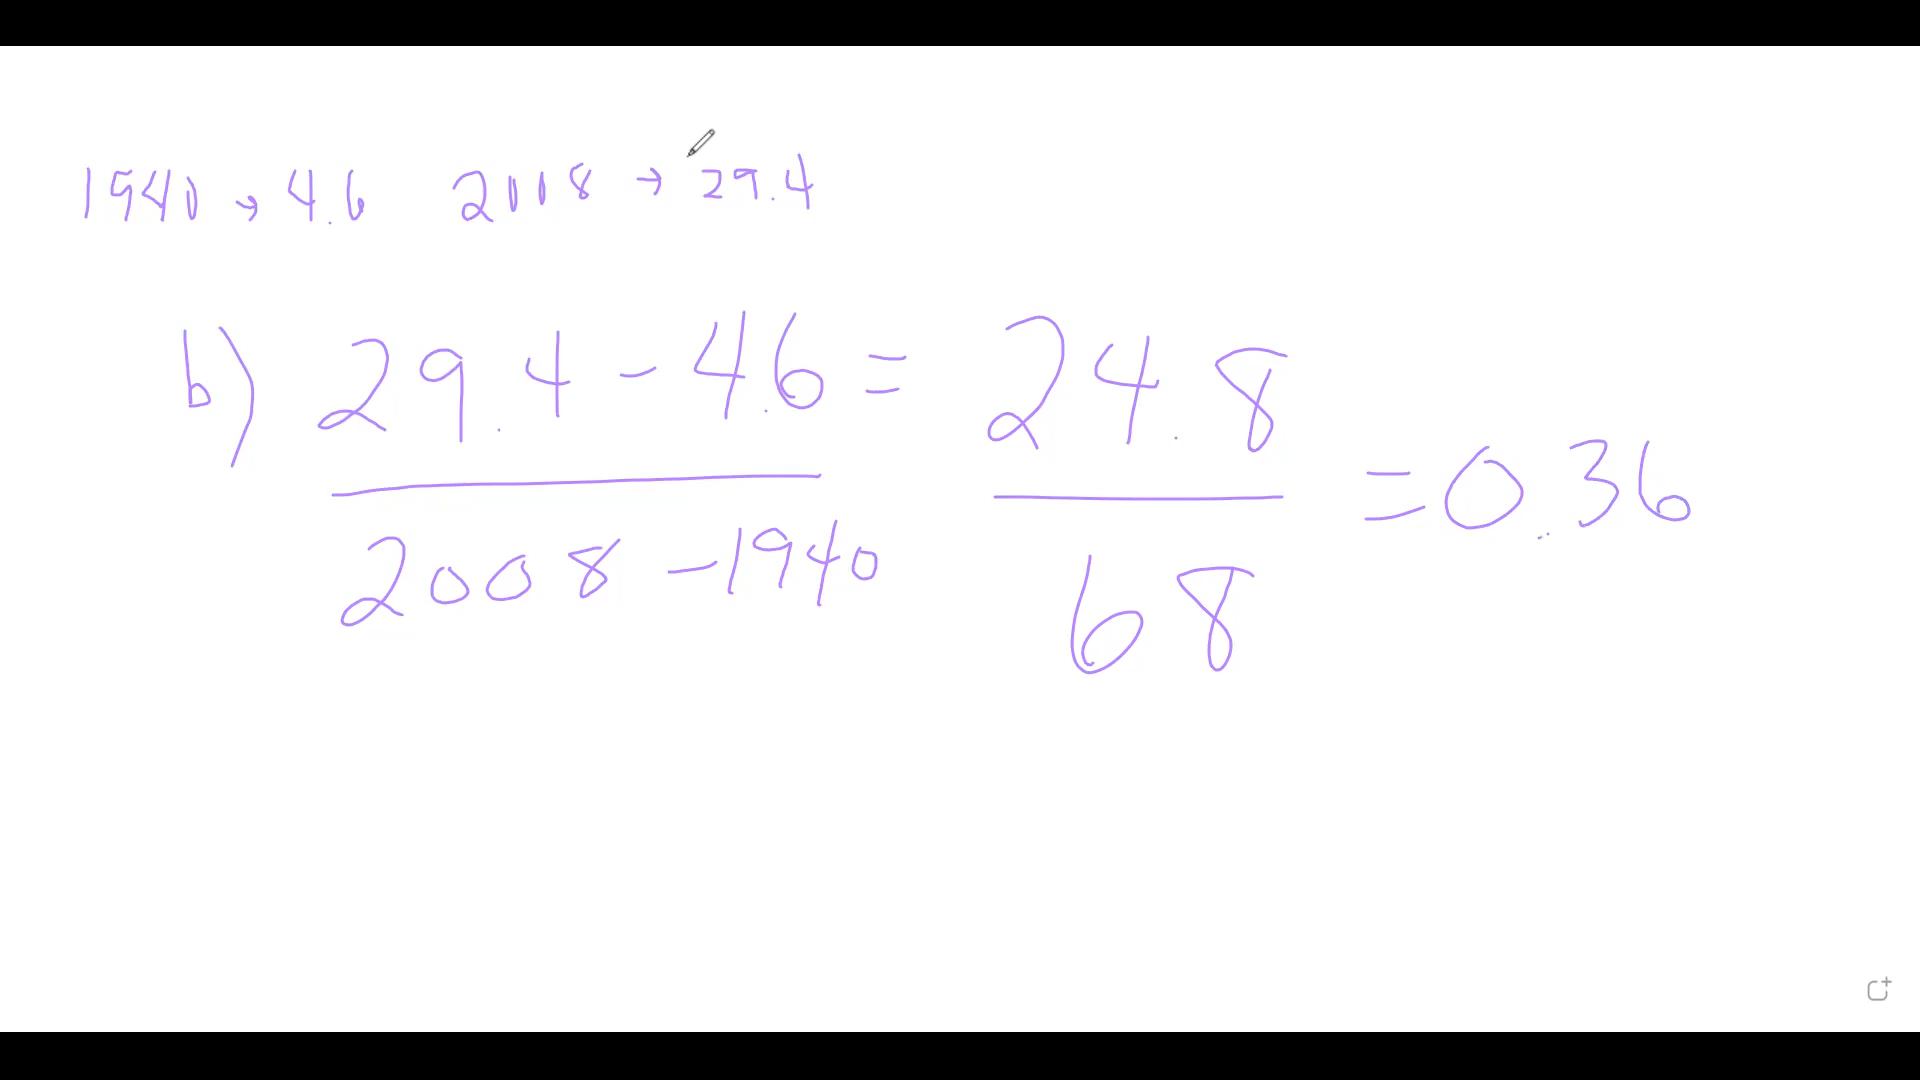 1940 → 4.6 2008 → 29.4
b) 29.4 - 4.6 = 24.8
2008 - 1940 68 = 0.36